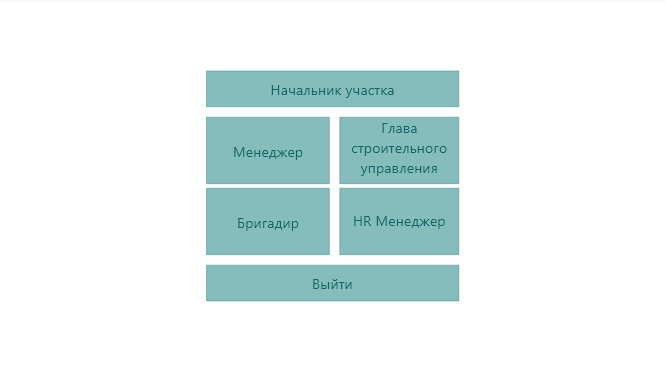 Начальник участка
Менеджер
Глава
строительного
управления
Бригадир
HR Менеджер
Выйти